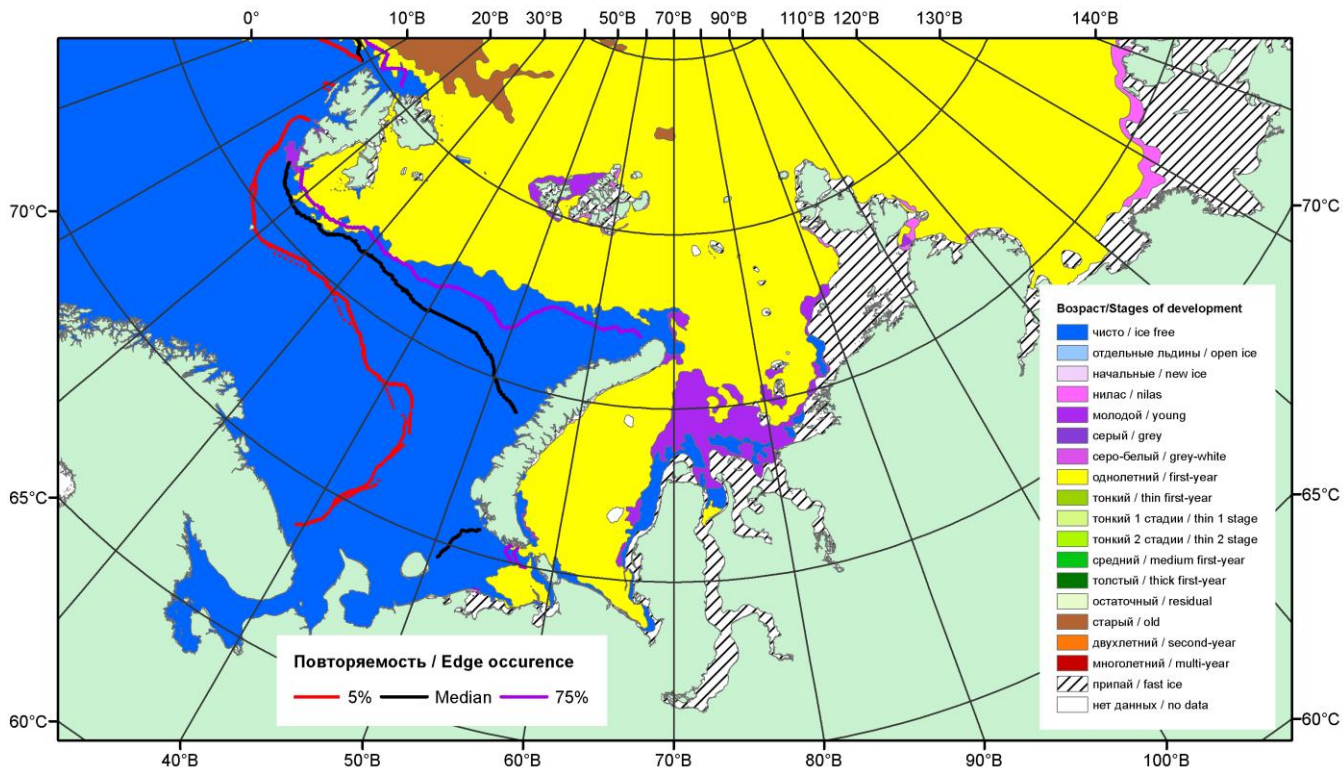 0° 10°В 20°В 30°В 50°В 70°В 90°В 110°В 120°В 130°В 140°В
70°С 70°С
65°С 65°С
60°С 60°С
Возраст/Stages of development
чисто / ice free
отдельные льдины / open ice
начальные / new ice
нилас / nilas
молодой / young
серый / grey
серо-белый / grey-white
однолетний / first-year
тонкий / thin first-year
тонкий 1 стадии / thin 1 stage
тонкий 2 стадии / thin 2 stage
средний / medium first-year
толстый / thick first-year
остаточный / residual
старый / old
двухлетний / second-year
многолетний / multi-year
припай / fast ice
нет данных / no data
Повторяемость / Edge occurence
5% Median 75%
40°В 50°В 60°В 70°В 80°В 90°В 100°В